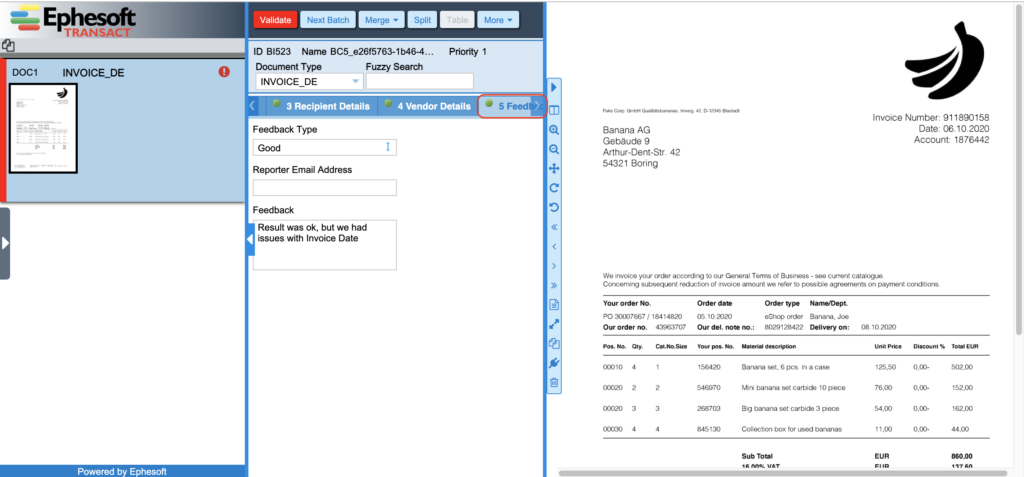 Ephesoft
TRANSACT
DOC1 INVOICE_DE
Powered by Ephesoft
Validate Next Batch Merge Split Table More
ID BI523 Name BC5_e26f5763-1b46-4... Priority 1
Document Type Fuzzy Search
INVOICE_DE
3 Recipient Details 4 Vendor Details 5 Feedb
Feedback Type
Good
Reporter Email Address
Feedback
Result was ok, but we had
issues with Invoice Date
Fake Corp. GmbH Qualitätsbananas, Irrweg. 42, D-12345 Blastadt
Banana AG
Gebäude 9
Arthur-Dent-Str. 42
54321 Boring
Invoice Number: 911890158
Date: 06.10.2020
Account: 1876442
We invoice your order according to our General Terms of Business - see current catalogue.
Concerning subsequent reduction of invoice amount we refer to possible agreements on payment conditions.
Your order No. Order date Order type Name/Dept.
PO 30007667 / 18414820 05.10.2020 eShop order Banana, Joe
Our order no. 43963707 Our del. note no.: 8029128422 Delivery on: 08.10.2020
Pos. No. Qty. Cat.No.Size Your pos. No. Material description Unit Price Discount % Total EUR
00010 4 1 156420 Banana set, 6 pcs. in a case 125,50 0,00- 502,00
00020 2 2 546970 Mini banana set carbide 10 piece 76,00 0,00- 152,00
00020 3 3 268703 Big banana set carbide 3 piece 54,00 0,00- 162,00
00030 4 4 845130 Collection box for used bananas 11,00 0,00- 44,00
Sub Total EUR 860,00
16,00% VAT EUR 137,60